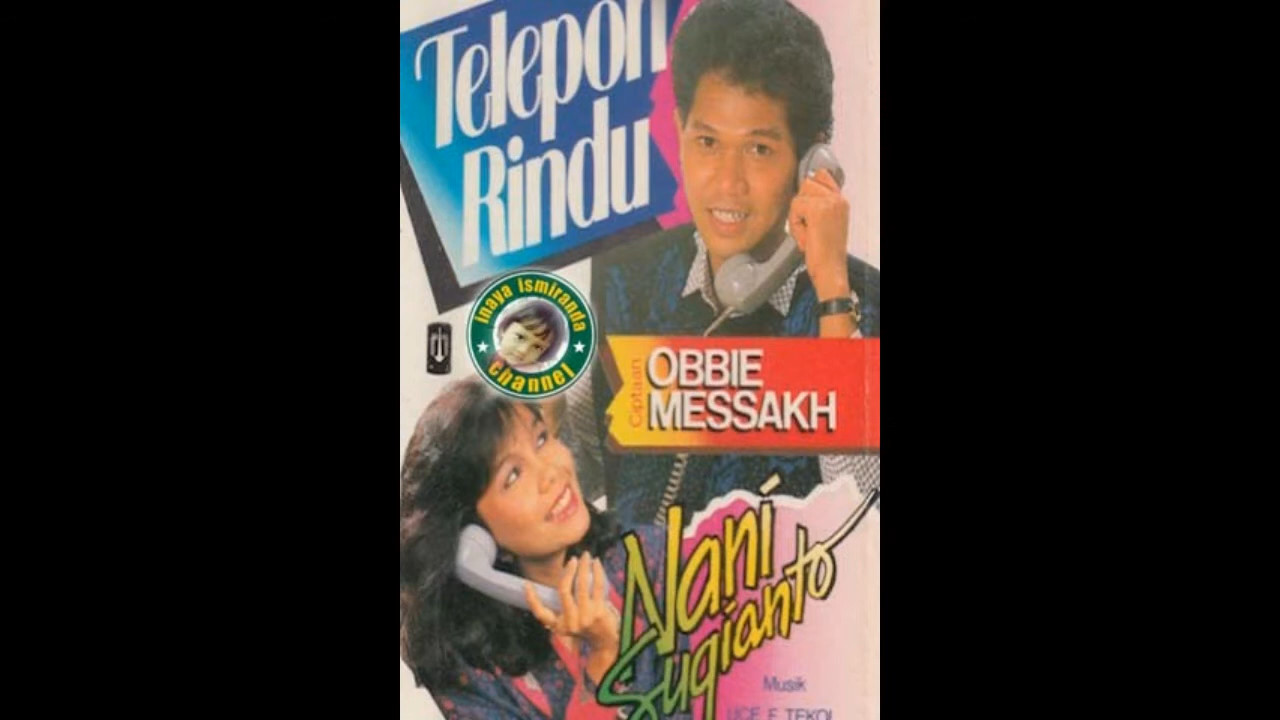 Telepon
Rindu
inaya ismiranda
channel
Ciptaan
OBBIE
MESSAKH
Nani
Sugianto
Musik